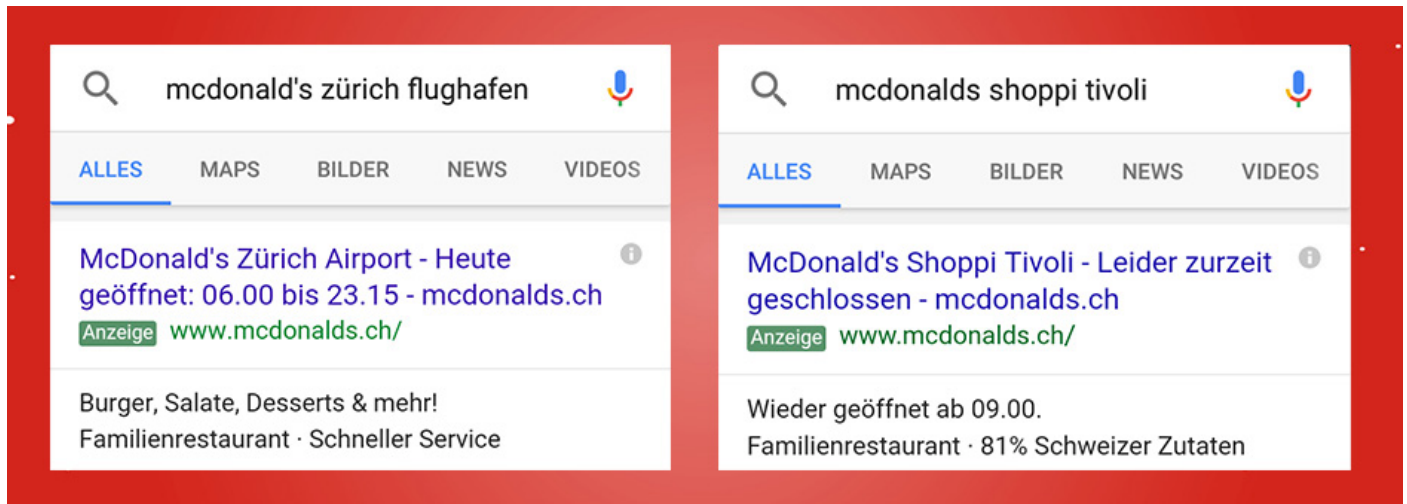 mcdonald's zürich flughafen
ALLES MAPS BILDER NEWS VIDEOS
McDonald's Zürich Airport - Heute
geöffnet: 06.00 bis 23.15 - mcdonalds.ch
Anzeige www.mcdonalds.ch/
Burger, Salate, Desserts & mehr!
Familienrestaurant · Schneller Service
mcdonalds shoppi tivoli
ALLES MAPS BILDER NEWS VIDEOS
McDonald's Shoppi Tivoli - Leider zurzeit
geschlossen - mcdonalds.ch
Anzeige www.mcdonalds.ch/
Wieder geöffnet ab 09.00.
Familienrestaurant · 81% Schweizer Zutaten